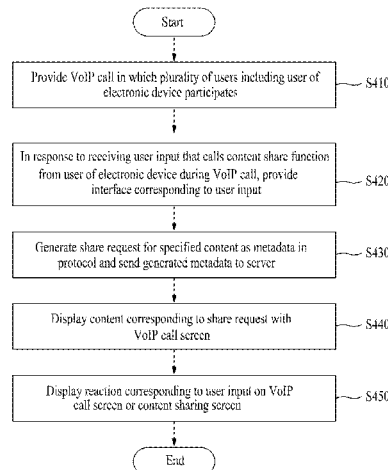 Start
Provide VoIP call in which plurality of users including user of
electronic device participates
S410
In response to receiving user input that calls content share function
from user of electronic device during VoIP call, provide
interface corresponding to user input
S420
Generate share request for specified content as metadata in
protocol and send generated metadata to server
S430
Display content corresponding to share request with
VoIP call screen
S440
Display reaction corresponding to user input on VoIP
call screen or content sharing screen
S450
End